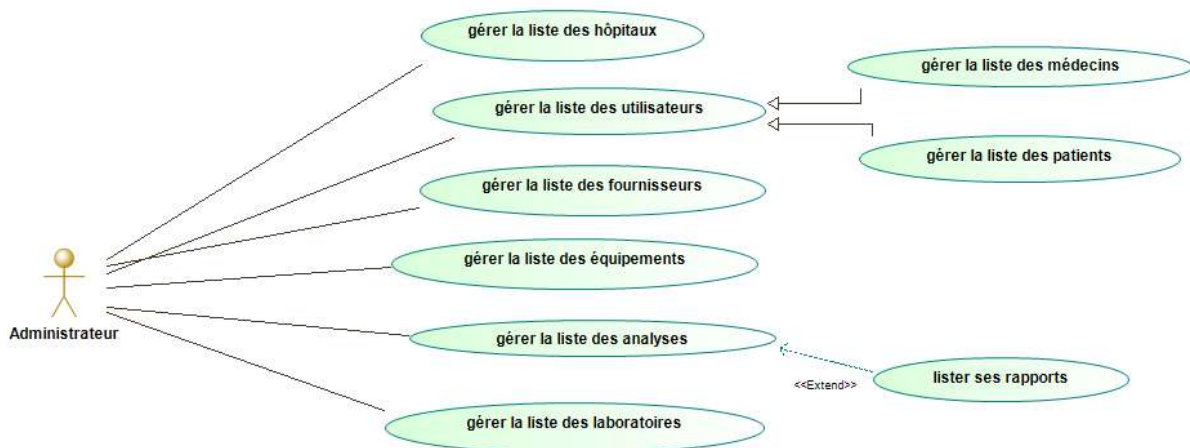 gérer la liste des hôpitaux
gérer la liste des médecins
gérer la liste des utilisateurs
gérer la liste des patients
gérer la liste des fournisseurs
gérer la liste des équipements
Administrateur
gérer la liste des analyses
<<Extend>>
lister ses rapports
gérer la liste des laboratoires